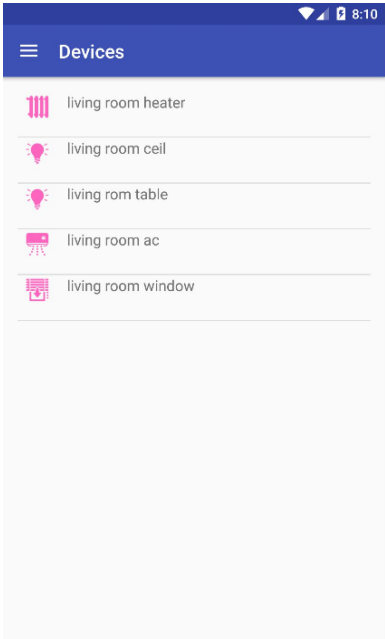 8:10
Devices
living room heater
living room ceil
living rom table
living room ac
living room window